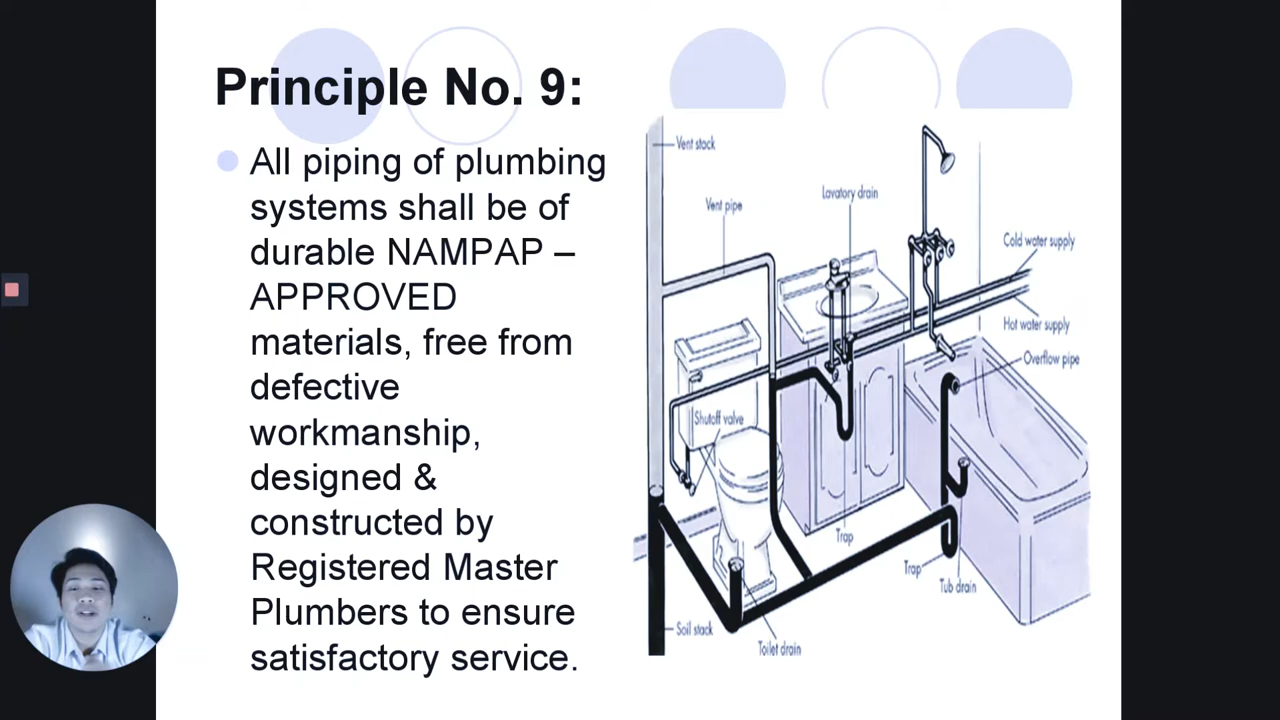 Principle No. 9:
All piping of plumbing
systems shall be of
durable NAMPAP –
APPROVED
materials, free from
defective
workmanship,
designed &
constructed by
Registered Master
Plumbers to ensure
satisfactory service.
Vent stack
Vent pipe
Lavatory drain
Cold water supply
Hot water supply
Overflow pipe
Shutoff valve
Trap
Trap
Tub drain
Soil stack
Toilet drain